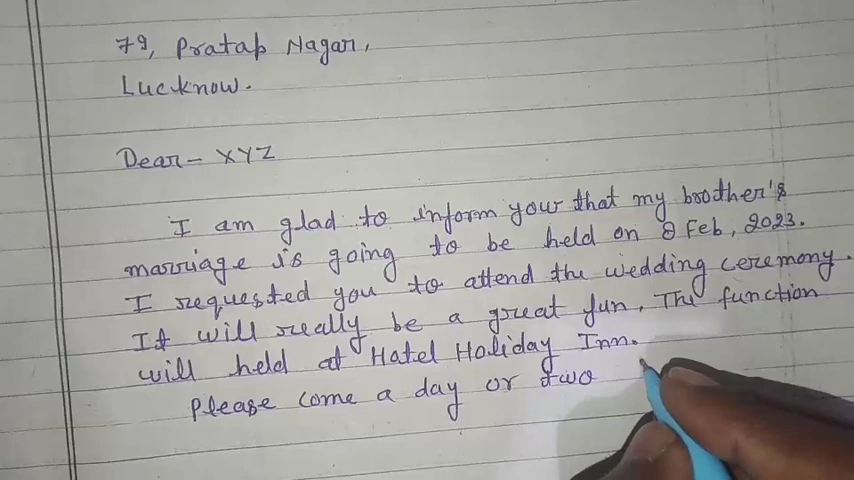 79, Pratap Nagar,
Lucknow.
Dear- XYZ
I am glad to inform your that my brother's
marriage is going to be held on 8 Feb, 2023.
I requested you to attend the wedding ceremony.
It will really be a great fun. The function
will held at Hatel Holiday Inn.
Please come a day or two